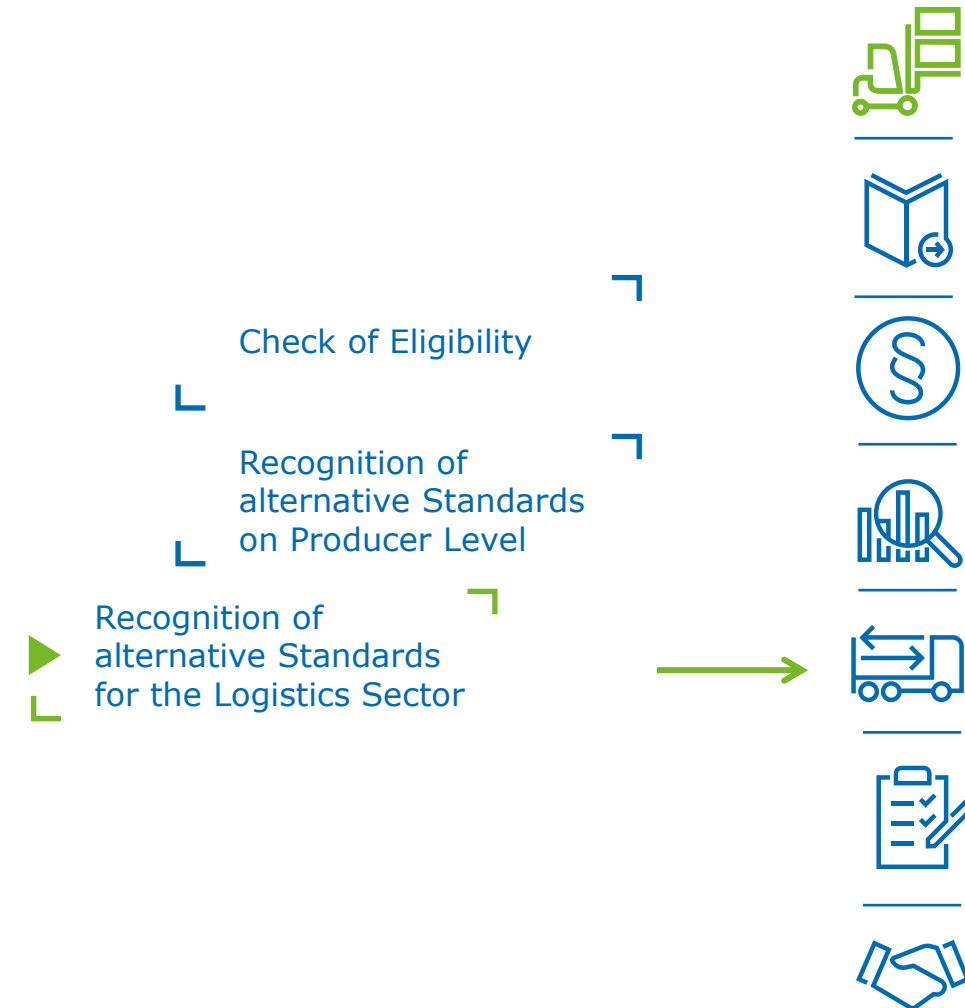 Check of Eligibility
Recognition of
alternative Standards
on Producer Level
Recognition of
alternative Standards
for the Logistics Sector
§